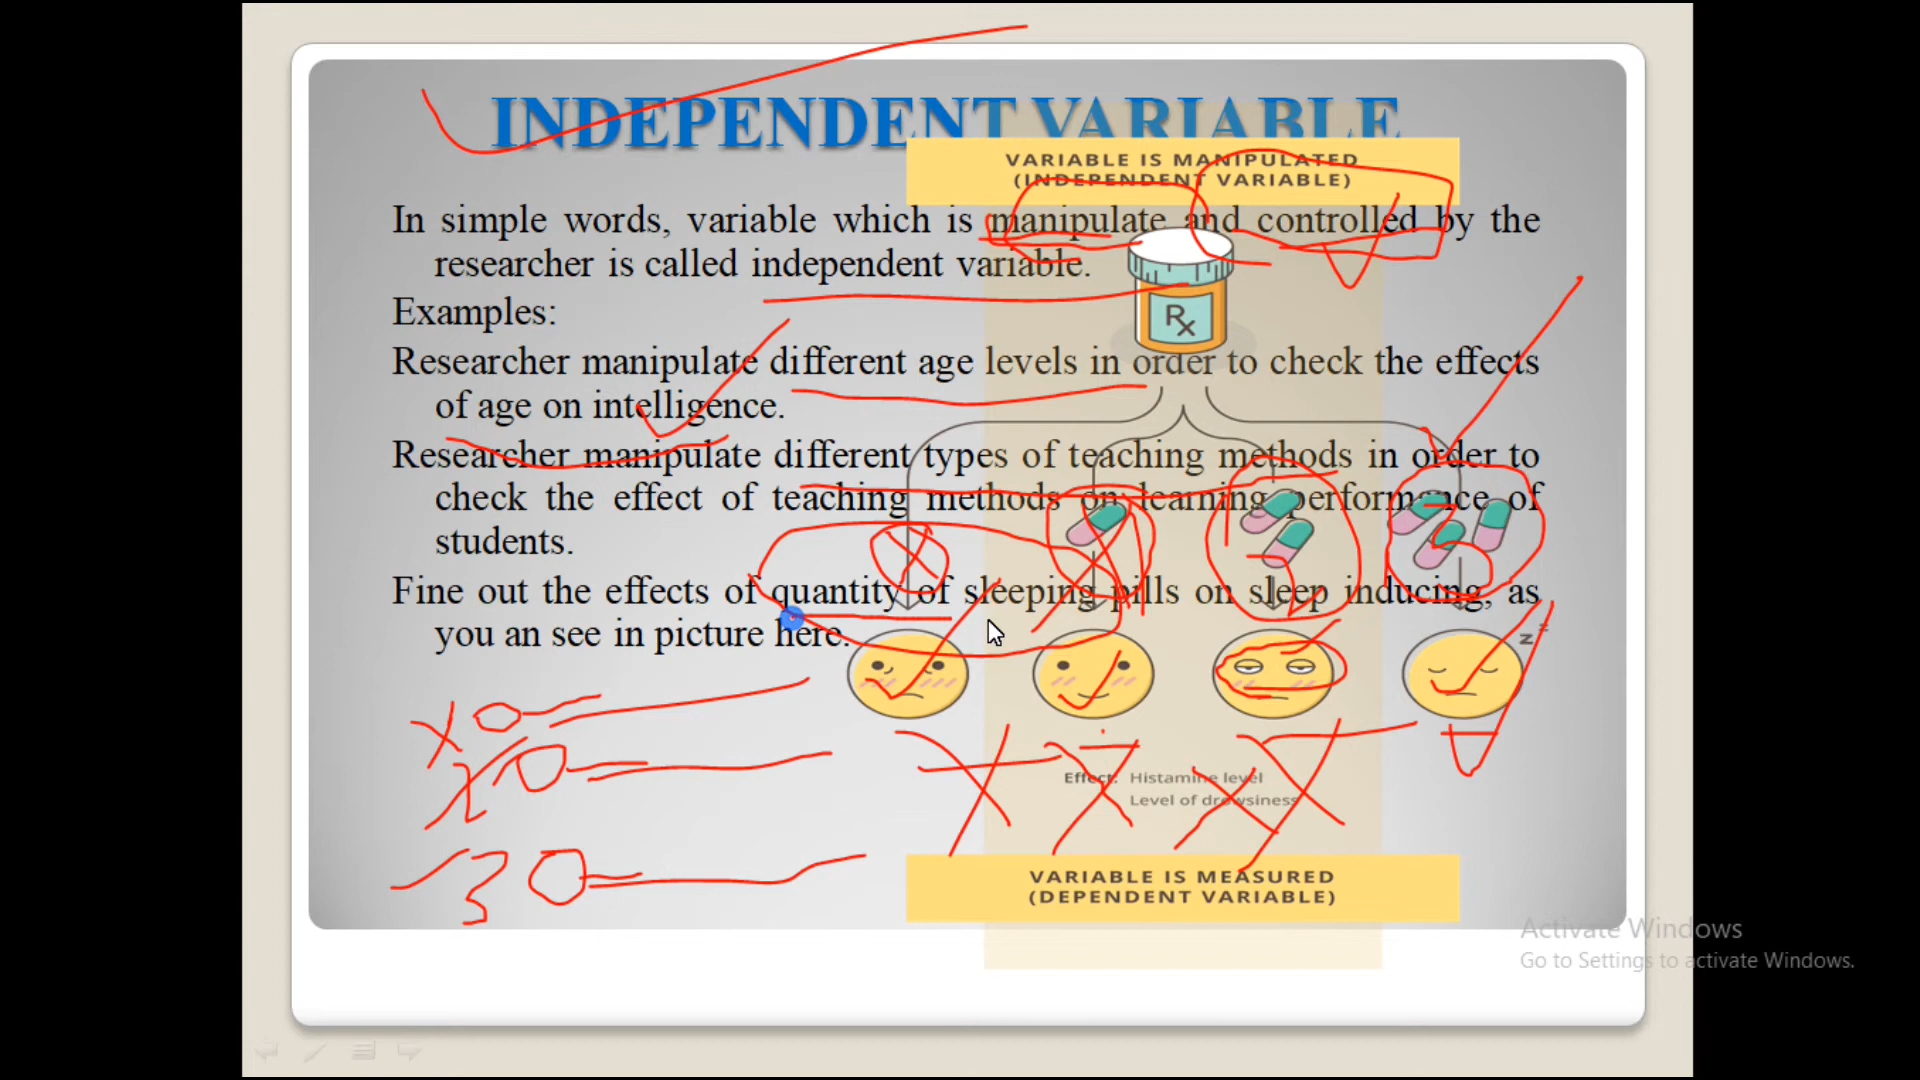 INDEPENDENT VARIABLE
VARIABLE IS MANIPULATED
(INDEPENDENT VARIABLE)
In simple words, variable which is manipulate and controlled by the
researcher is called independent variable.
Rx
Examples:
Researcher manipulate different age levels in order to check the effects
of age on intelligence.
Researcher manipulate different types of teaching methods in order to
check the effect of teaching methods on learning performance of
students.
Fine out the effects of quantity of sleeping pills on sleep inducing, as
you an see in picture here.
z z
10
20
30
Effect: Histamine level
Level of drowsiness
VARIABLE IS MEASURED
(DEPENDENT VARIABLE)
Activate Windows
Go to Settings to activate Windows.